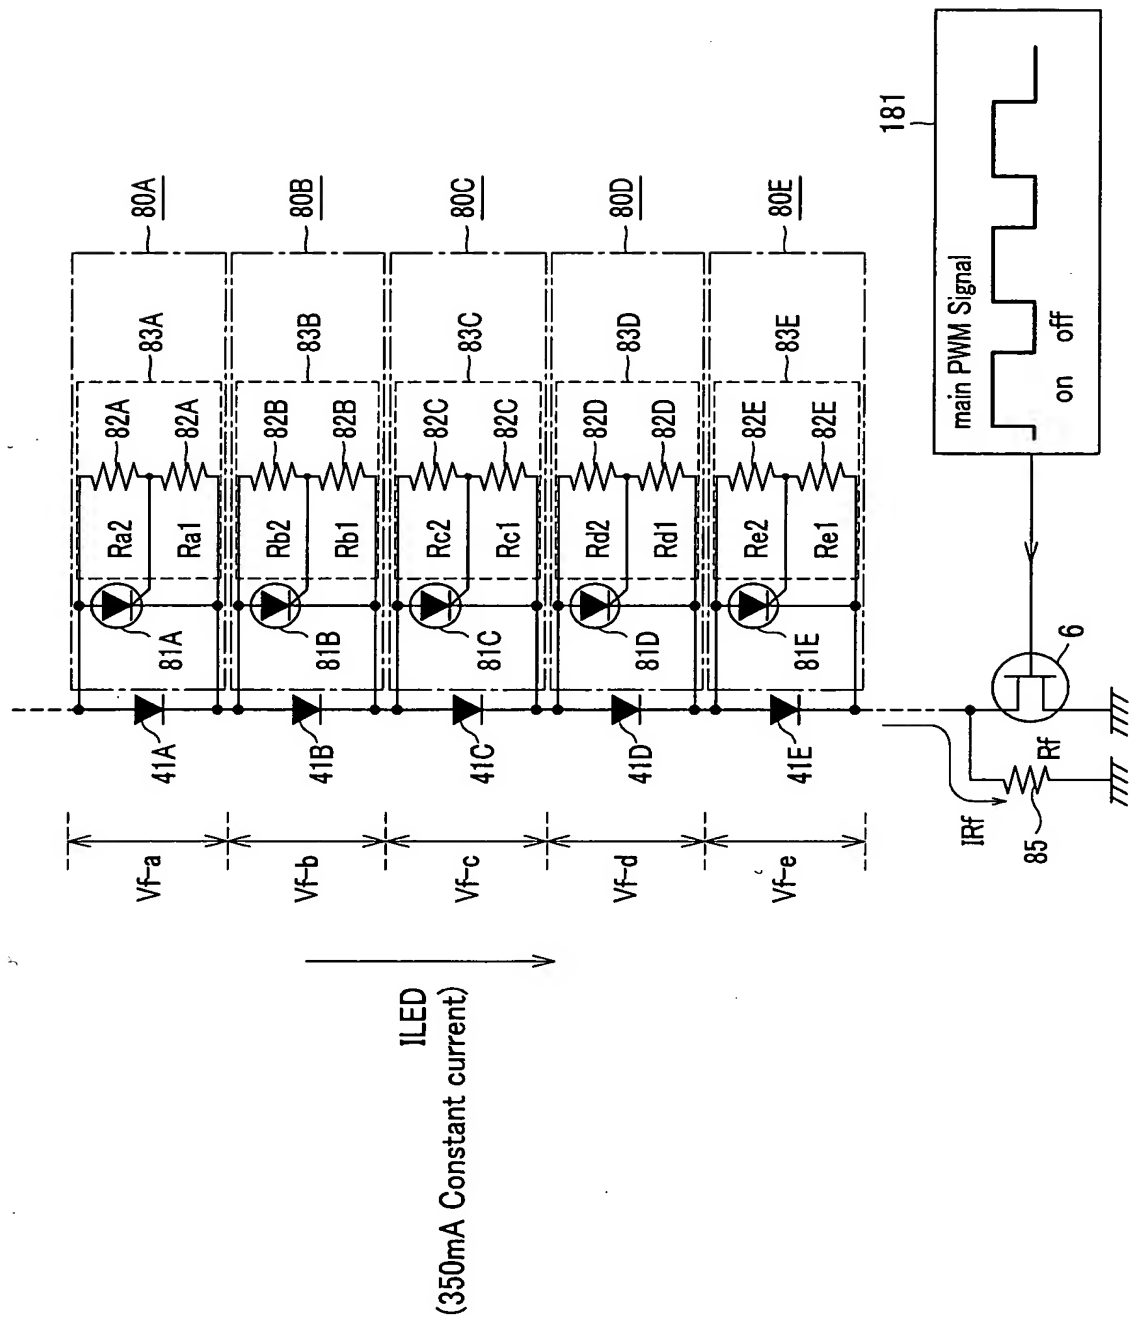 80A
80B
80C
80D
80E
83A
83B
83C
83D
83E
82A
82A
82B
82B
82C
82C
82D
82D
82E
82E
Ra2
Ra1
Rb2
Rb1
Rc2
Rc1
Rd2
Rd1
Re2
Re1
81A
81B
81C
81D
81E
41A
41B
41C
41D
41E
Vf-a
Vf-b
Vf-c
Vf-d
Vf-e
ILED
(350mA Constant current)
181
main PWM Signal
on off
6
Rf
IRf
85